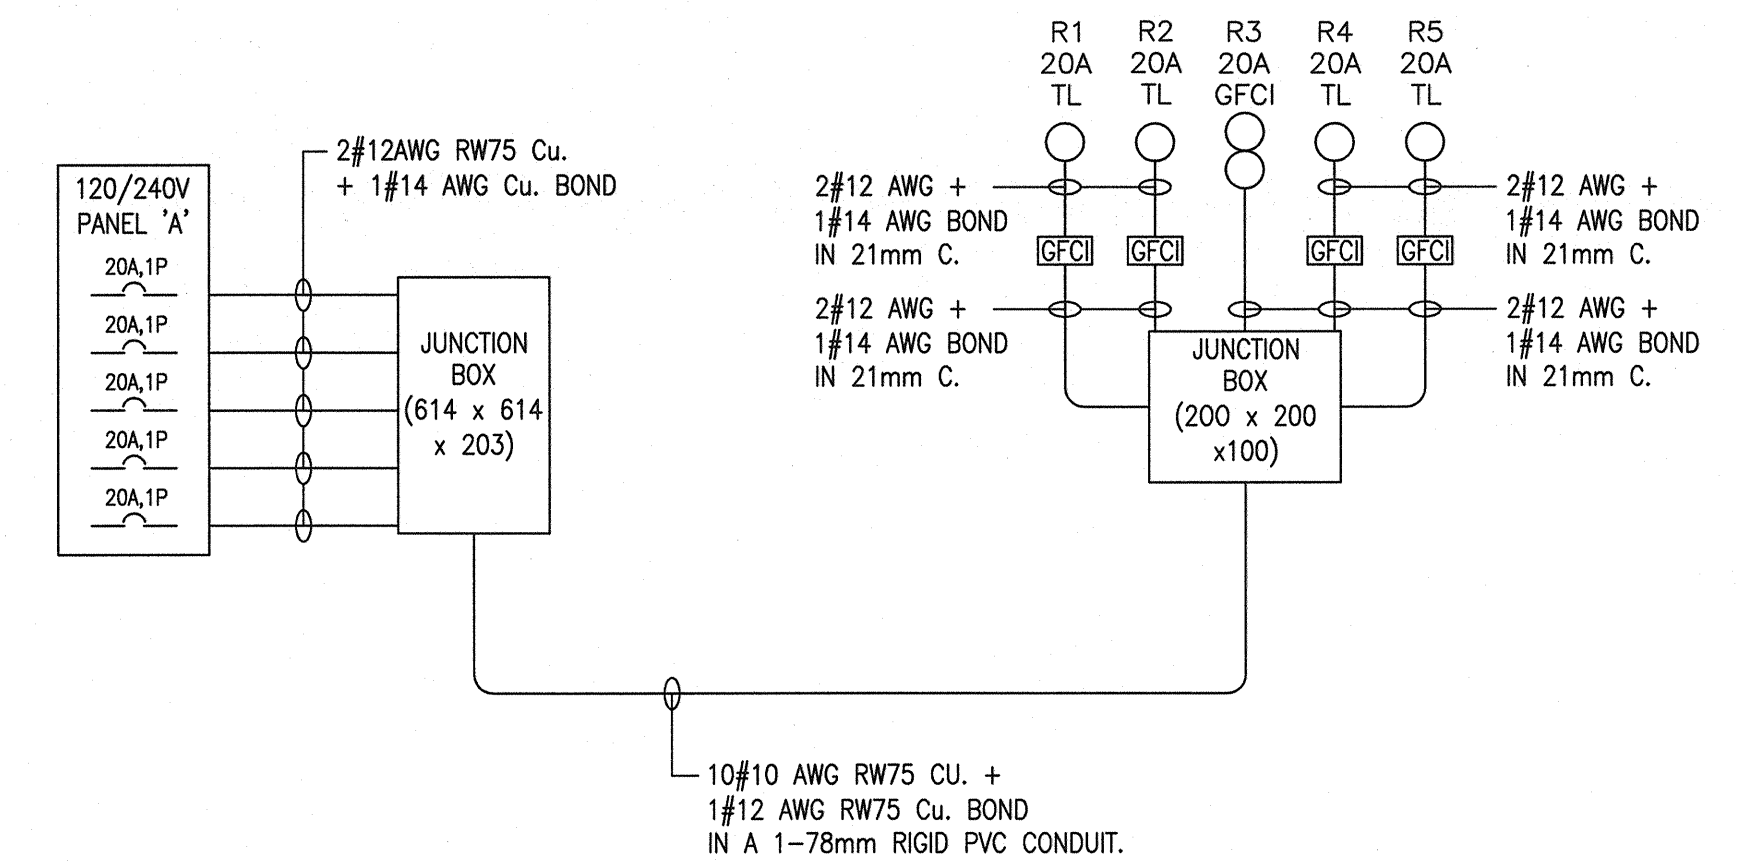 2#12AWG RW75 Cu.
+ 1#14 AWG Cu. BOND
120/240V
PANEL 'A'
20A,1P
20A,1P
20A,1P
20A,1P
20A,1P
JUNCTION
BOX
(614 x 614
x 203)
R1
20A
TL
R2
20A
TL
R3
20A
GFCI
R4
20A
TL
R5
20A
TL
2#12 AWG +
1#14 AWG BOND
IN 21mm C.
GFCI
GFCI
GFCI
GFCI
2#12 AWG +
1#14 AWG BOND
IN 21mm C.
2#12 AWG +
1#14 AWG BOND
IN 21mm C.
2#12 AWG +
1#14 AWG BOND
IN 21mm C.
JUNCTION
BOX
(200 x 200
x100)
10#10 AWG RW75 CU. +
1#12 AWG RW75 Cu. BOND
IN A 1-78mm RIGID PVC CONDUIT.